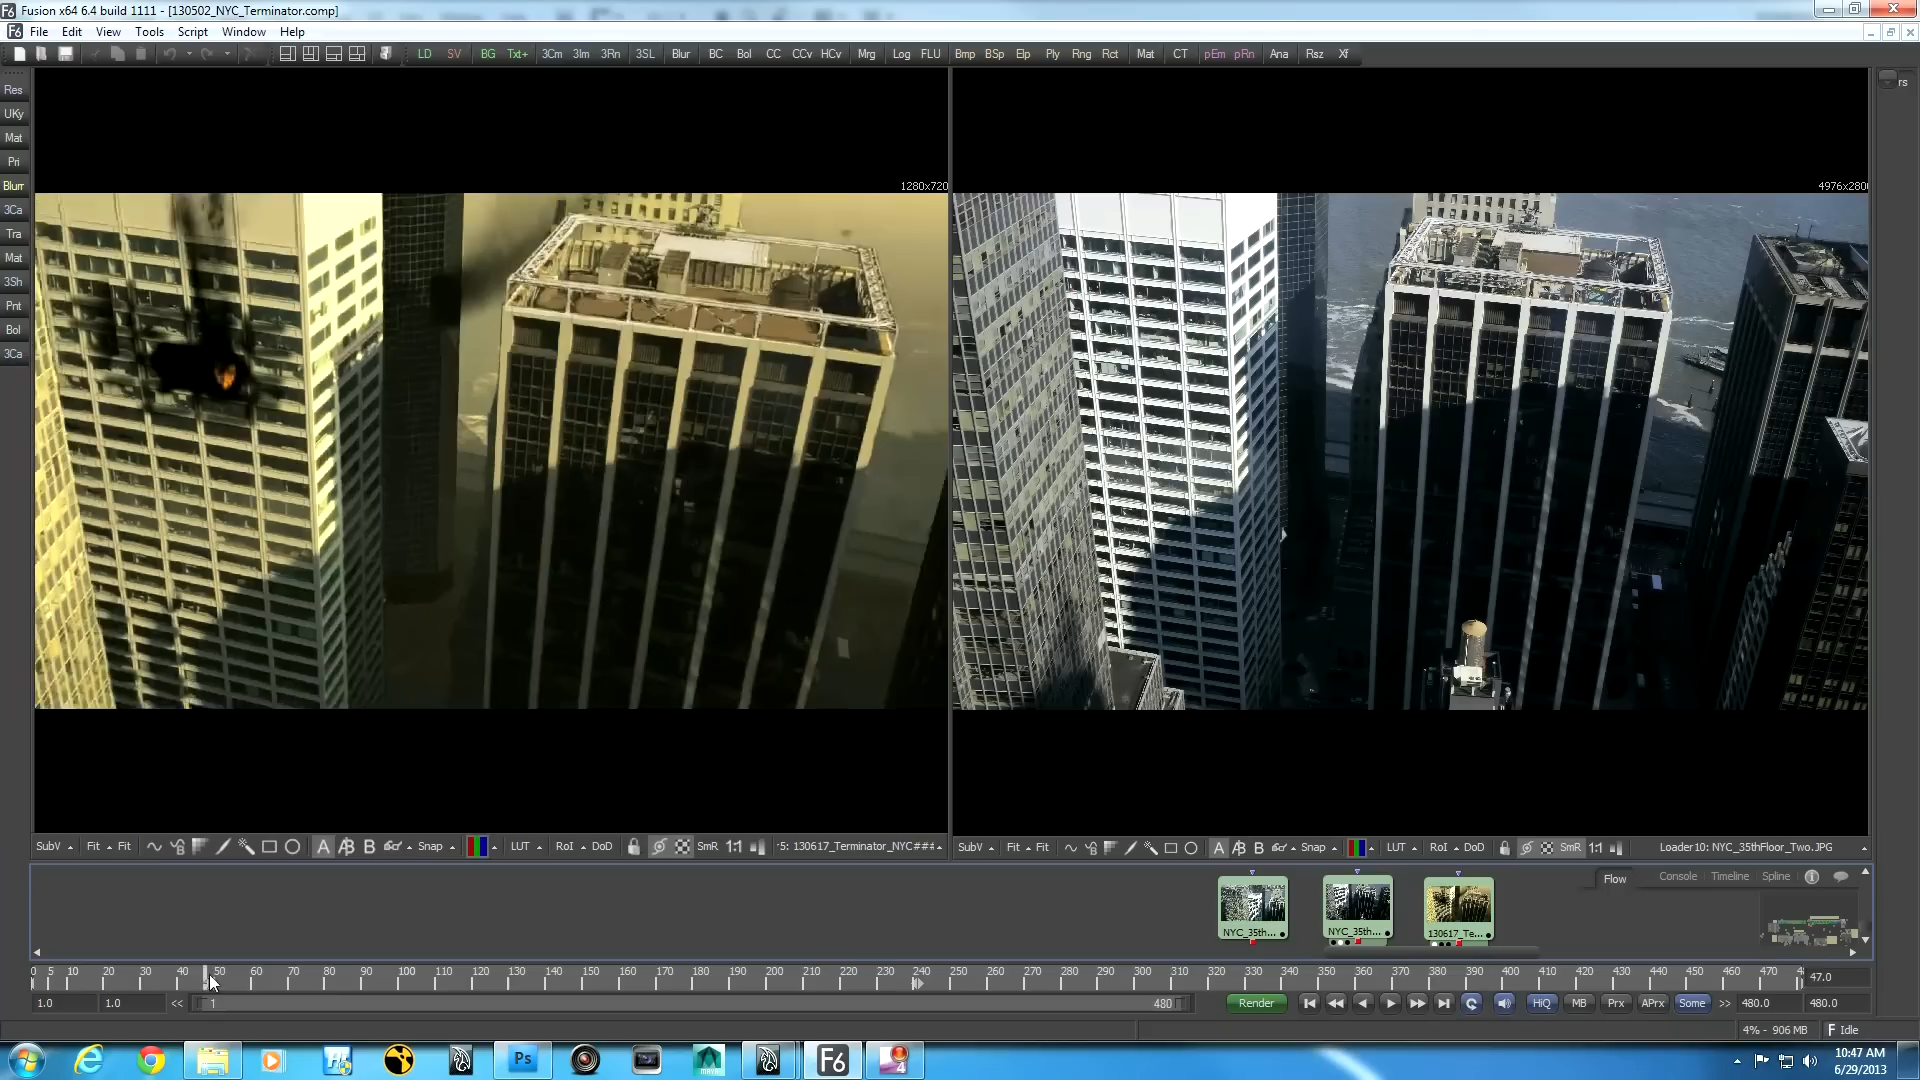 Fusion x64 6.4 build 1111 - [130502_NYC_Terminator.comp]
File Edit View Tools Script Window Help
LD SV BG Txt+ 3Cm 3Im 3Rn 3SL Blur BC Bol CC CCv HCv Mrg Log FLU Bmp BSp Elp Ply Rng Rct Mat CT pEm pRn Ana Rsz Xf
Res
UKy
Mat
Pri
Blurr
3Ca
Tra
Mat
3Sh
Pnt
Bol
3Ca
rs
1280x720
4976x2800
SubV Fit Fit A B B Snap LUT RoI DoD SmR 1:1 5: 130617_Terminator_NYC###
SubV Fit Fit A B B Snap LUT RoI DoD SmR 1:1 Loader10: NYC_35thFloor_Two.JPG
Flow Console Timeline Spline
NYC_35th... NYC_35th... 130617_Te...
0 5 10 20 30 40 50 60 70 80 90 100 110 120 130 140 150 160 170 180 190 200 210 220 230 240 250 260 270 280 290 300 310 320 330 340 350 360 370 380 390 400 410 420 430 440 450 460 470 47.0
1.0 1.0 << 1 480 Render HiQ MB Prx APrx Some >> 480.0 480.0
4% - 906 MB F Idle
Ps MAYA F6 4
10:47 AM
6/29/2013